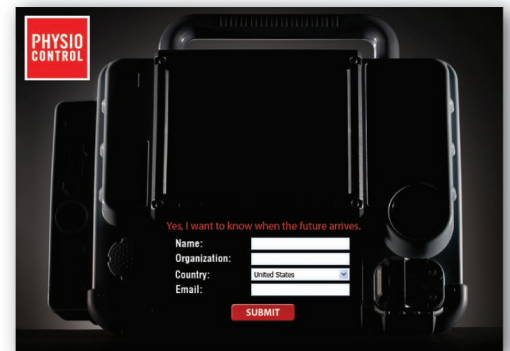 PHYSIO
CONTROL
Yes, I want to know when the future arrives.
Name:
Organization:
Country: United States
Email:
SUBMIT